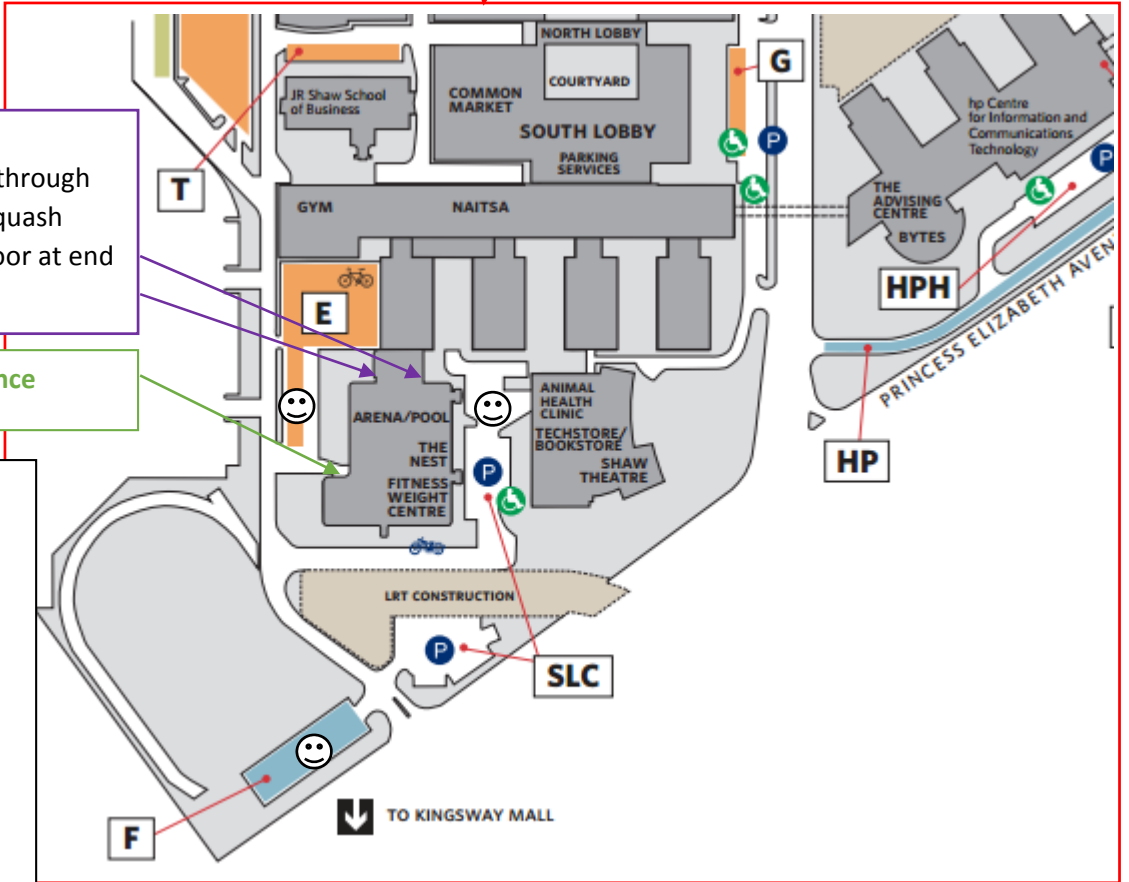 NORTH LOBBY
COURTYARD
G
COMMON
MARKET
SOUTH LOBBY
PARKING
SERVICES
JR Shaw School
of Business
T
hp Centre
for Information and
Communications
Technology
P
P
through
quash
oor at end
GYM
NAITSA
THE
ADVISING
CENTRE
BYTES
HPH
E
PRINCESS ELIZABETH AVEN
nce
ARENA/POOL
THE
NEST
FITNESS
WEIGHT
CENTRE
ANIMAL
HEALTH
CLINIC
TECHSTORE/
BOOKSTORE
SHAW
THEATRE
HP
P
LRT CONSTRUCTION
P
SLC
F
TO KINGSWAY MALL